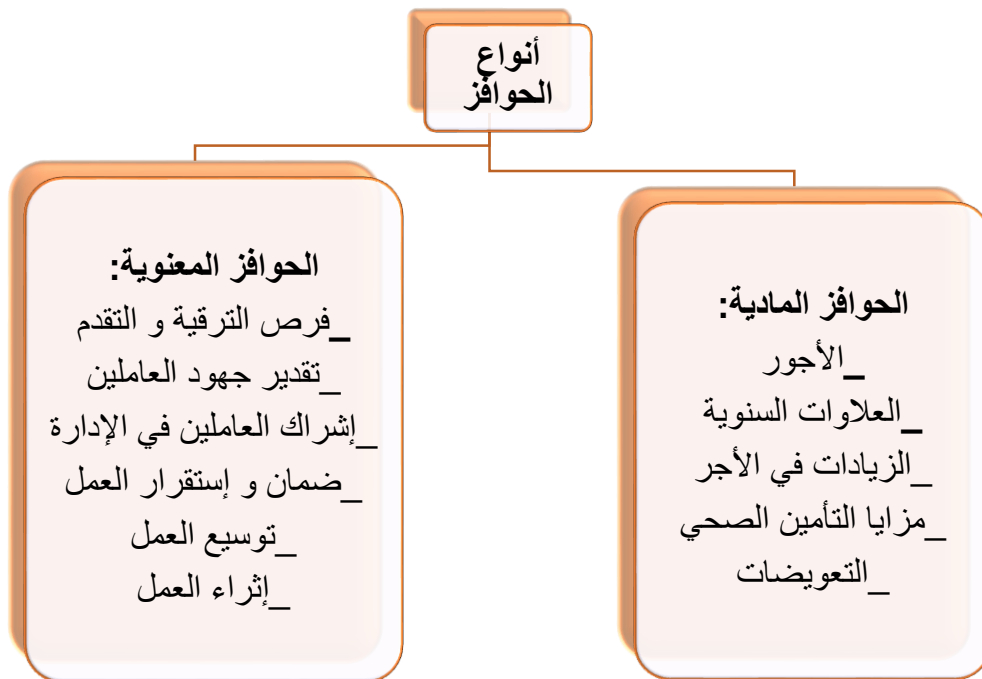 أنواع
الحوافز
الحوافز المادية:
_الأجور
_العلاوات السنوية
_الزيادات في الأجر
_مزايا التأمين الصحي
_التعويضات
الحوافز المعنوية:
_فرص الترقية و التقدم
_تقدير جهود العاملين
_إشراك العاملين في الإدارة
_ضمان و إستقرار العمل
_توسيع العمل
_إثراء العمل